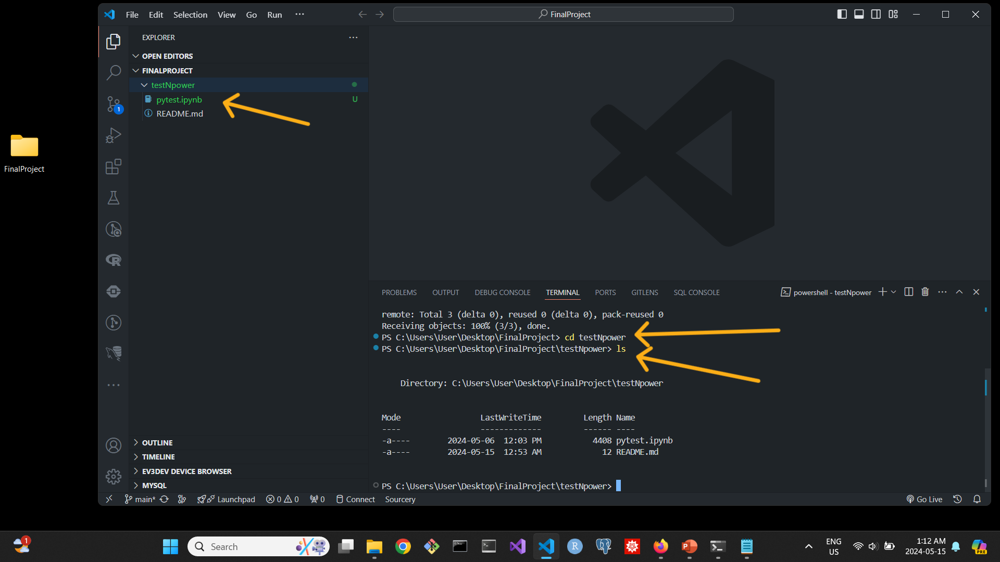 File Edit Selection View Go Run ···
FinalProject
EXPLORER
OPEN EDITORS
FINALPROJECT
testNpower
pytest.ipynb U
README.md
1
FinalProject
PROBLEMS OUTPUT DEBUG CONSOLE TERMINAL PORTS GITLENS SQL CONSOLE
powershell - testNpower
remote: Total 3 (delta 0), reused 0 (delta 0), pack-reused 0
Receiving objects: 100% (3/3), done.
PS C:\Users\User\Desktop\FinalProject> cd testNpower
PS C:\Users\User\Desktop\FinalProject\testNpower> ls
Directory: C:\Users\User\Desktop\FinalProject\testNpower
Mode LastWriteTime Length Name
---- ------------- ------ ----
-a---- 2024-05-06 12:03 PM 4408 pytest.ipynb
-a---- 2024-05-15 12:53 AM 12 README.md
PS C:\Users\User\Desktop\FinalProject\testNpower>
OUTLINE
TIMELINE
EV3DEV DEVICE BROWSER
MYSQL
main* Launchpad 0 0 0 Connect Sourcery Go Live
1
Search
R
P
ENG
US
1:12 AM
2024-05-15
PRE